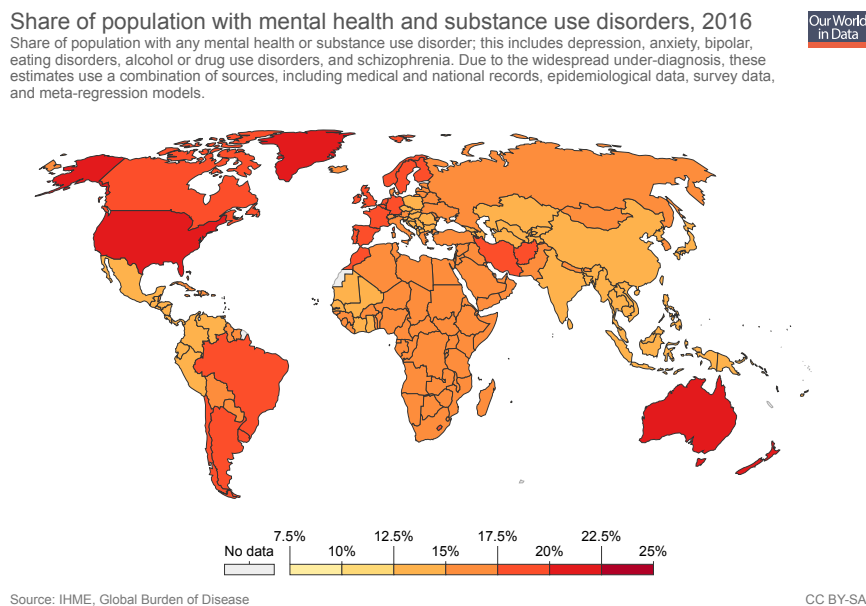 Share of population with mental health and substance use disorders, 2016
Our World
in Data
Share of population with any mental health or substance use disorder; this includes depression, anxiety, bipolar,
eating disorders, alcohol or drug use disorders, and schizophrenia. Due to the widespread under-diagnosis, these
estimates use a combination of sources, including medical and national records, epidemiological data, survey data,
and meta-regression models.
7.5% 12.5% 17.5% 22.5%
No data 10% 15% 20% 25%
Source: IHME, Global Burden of Disease CC BY-SA